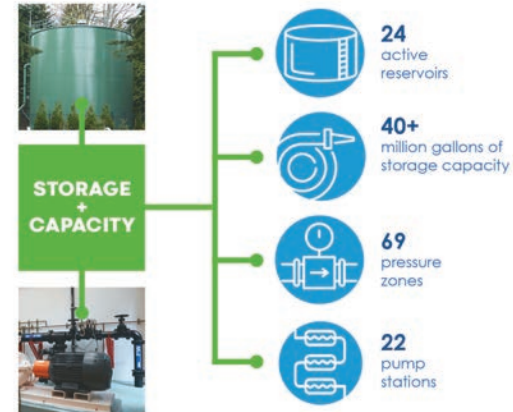 STORAGE
+
CAPACITY
24
active
reservoirs
40+
million gallons of
storage capacity
69
pressure
zones
22
pump
stations